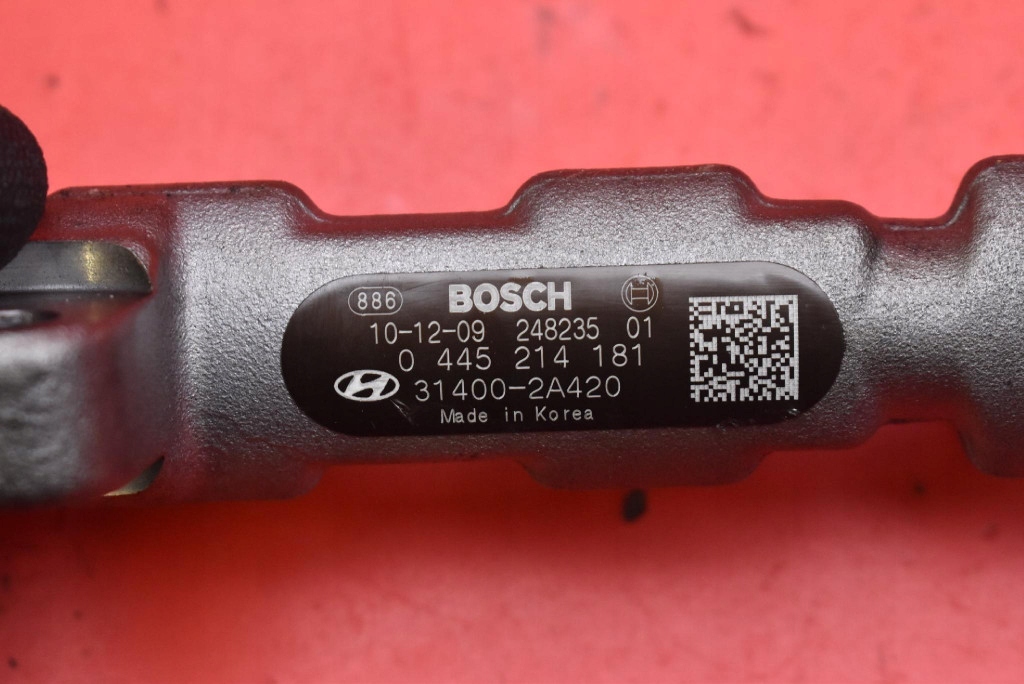 886 BOSCH
10-12-09 248235 01
0 445 214 181
31400-2A420
Made in Korea